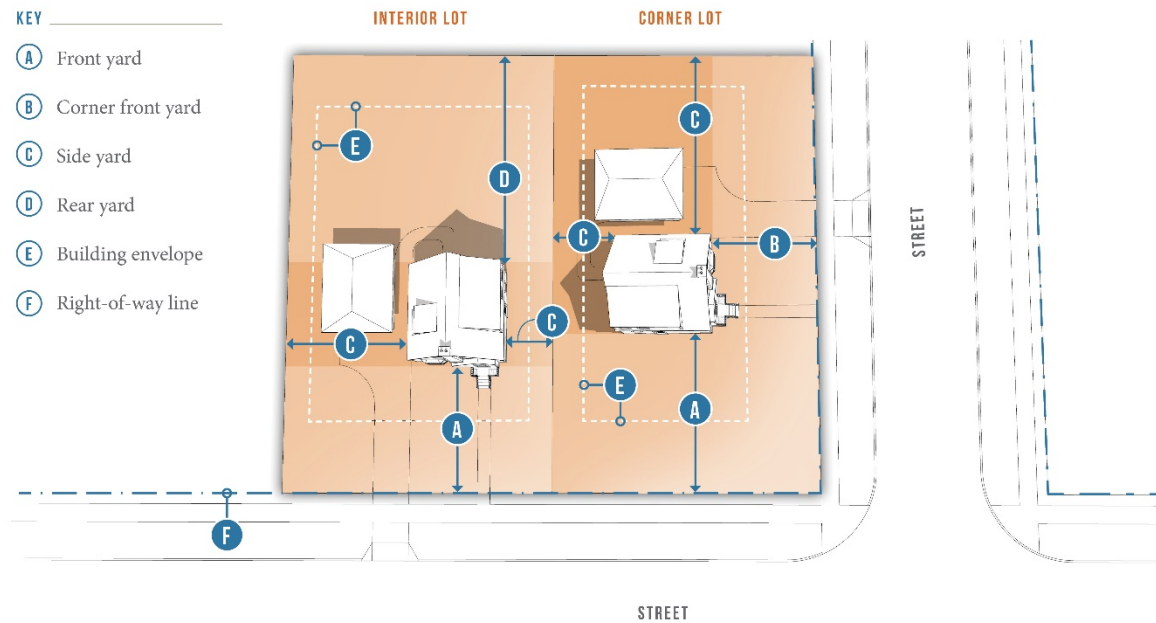 KEY
INTERIOR LOT
CORNER LOT
A Front yard
B Corner front yard
C Side yard
D Rear yard
E Building envelope
F Right-of-way line
C
E
D
C
B
STREET
C
C
E
A
A
F
STREET